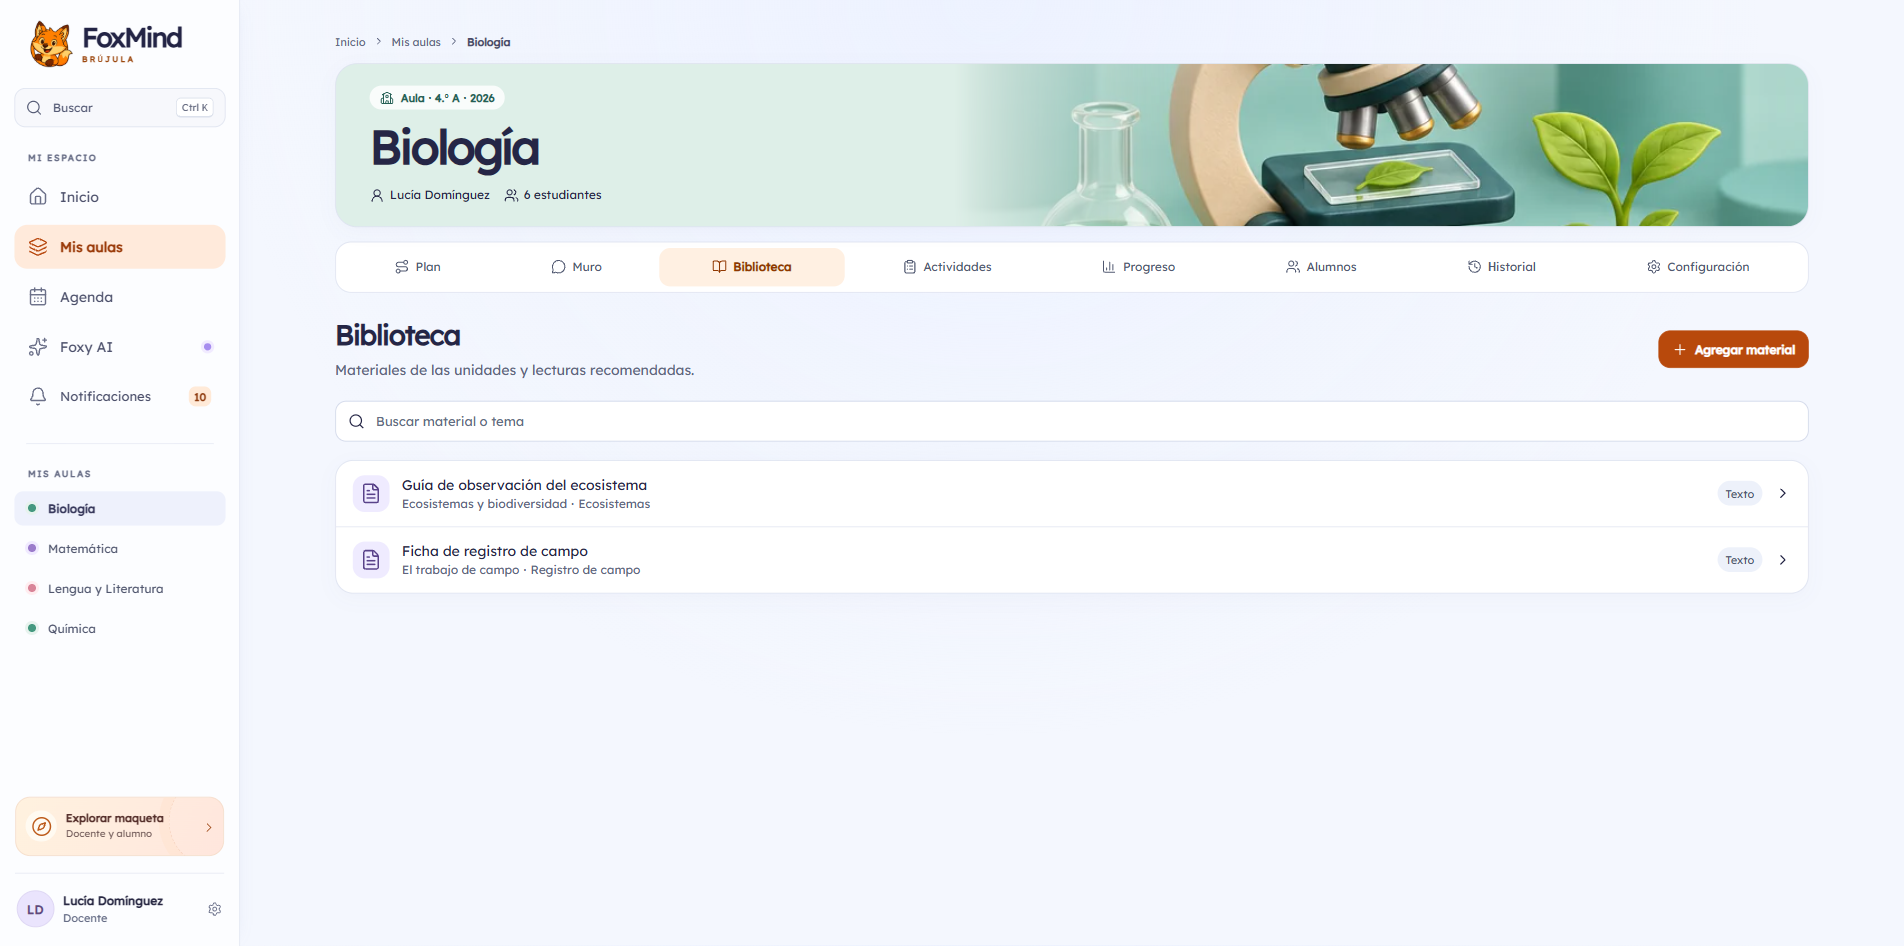 FoxMind
BRÚJULA
Buscar
Ctrl K
MI ESPACIO
Inicio
Mis aulas
Agenda
Foxy AI
Notificaciones
10
MIS AULAS
Biología
Matemática
Lengua y Literatura
Química
Explorar maqueta
Docente y alumno
LD
Lucía Domínguez
Docente
Inicio > Mis aulas > Biología
Aula · 4.º A · 2026
Biología
Lucía Domínguez
6 estudiantes
Plan
Muro
Biblioteca
Actividades
Progreso
Alumnos
Historial
Configuración
Biblioteca
Materiales de las unidades y lecturas recomendadas.
+ Agregar material
Buscar material o tema
Guía de observación del ecosistema
Ecosistemas y biodiversidad · Ecosistemas
Texto
Ficha de registro de campo
El trabajo de campo · Registro de campo
Texto